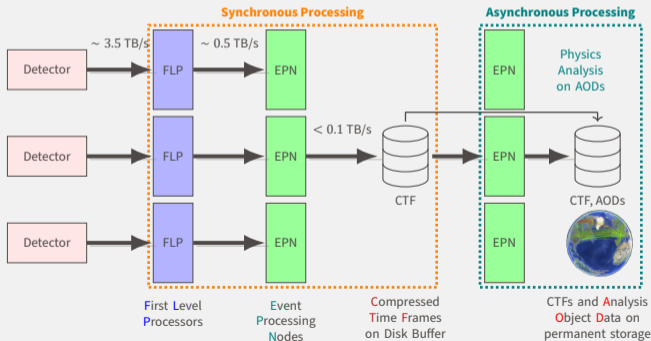 Synchronous Processing
Asynchronous Processing
~ 3.5 TB/s
~ 0.5 TB/s
Detector
FLP
EPN
EPN
Physics
Analysis
on AODs
< 0.1 TB/s
Detector
FLP
EPN
EPN
CTF
CTF, AODs
Detector
FLP
EPN
EPN
First Level
Processors
Event
Processing
Nodes
Compressed
Time Frames
on Disk Buffer
CTFs and Analysis
Object Data on
permanent storage